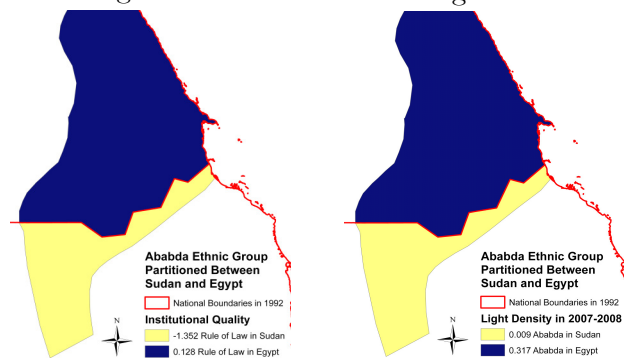 Ababda Ethnic Group
Partitioned Between
Sudan and Egypt
National Boundaries in 1992
Institutional Quality
-1.352 Rule of Law in Sudan
0.128 Rule of Law in Egypt
N
Ababda Ethnic Group
Partitioned Between
Sudan and Egypt
National Boundaries in 1992
Light Density in 2007-2008
0.009 Ababda in Sudan
0.317 Ababda in Egypt
N